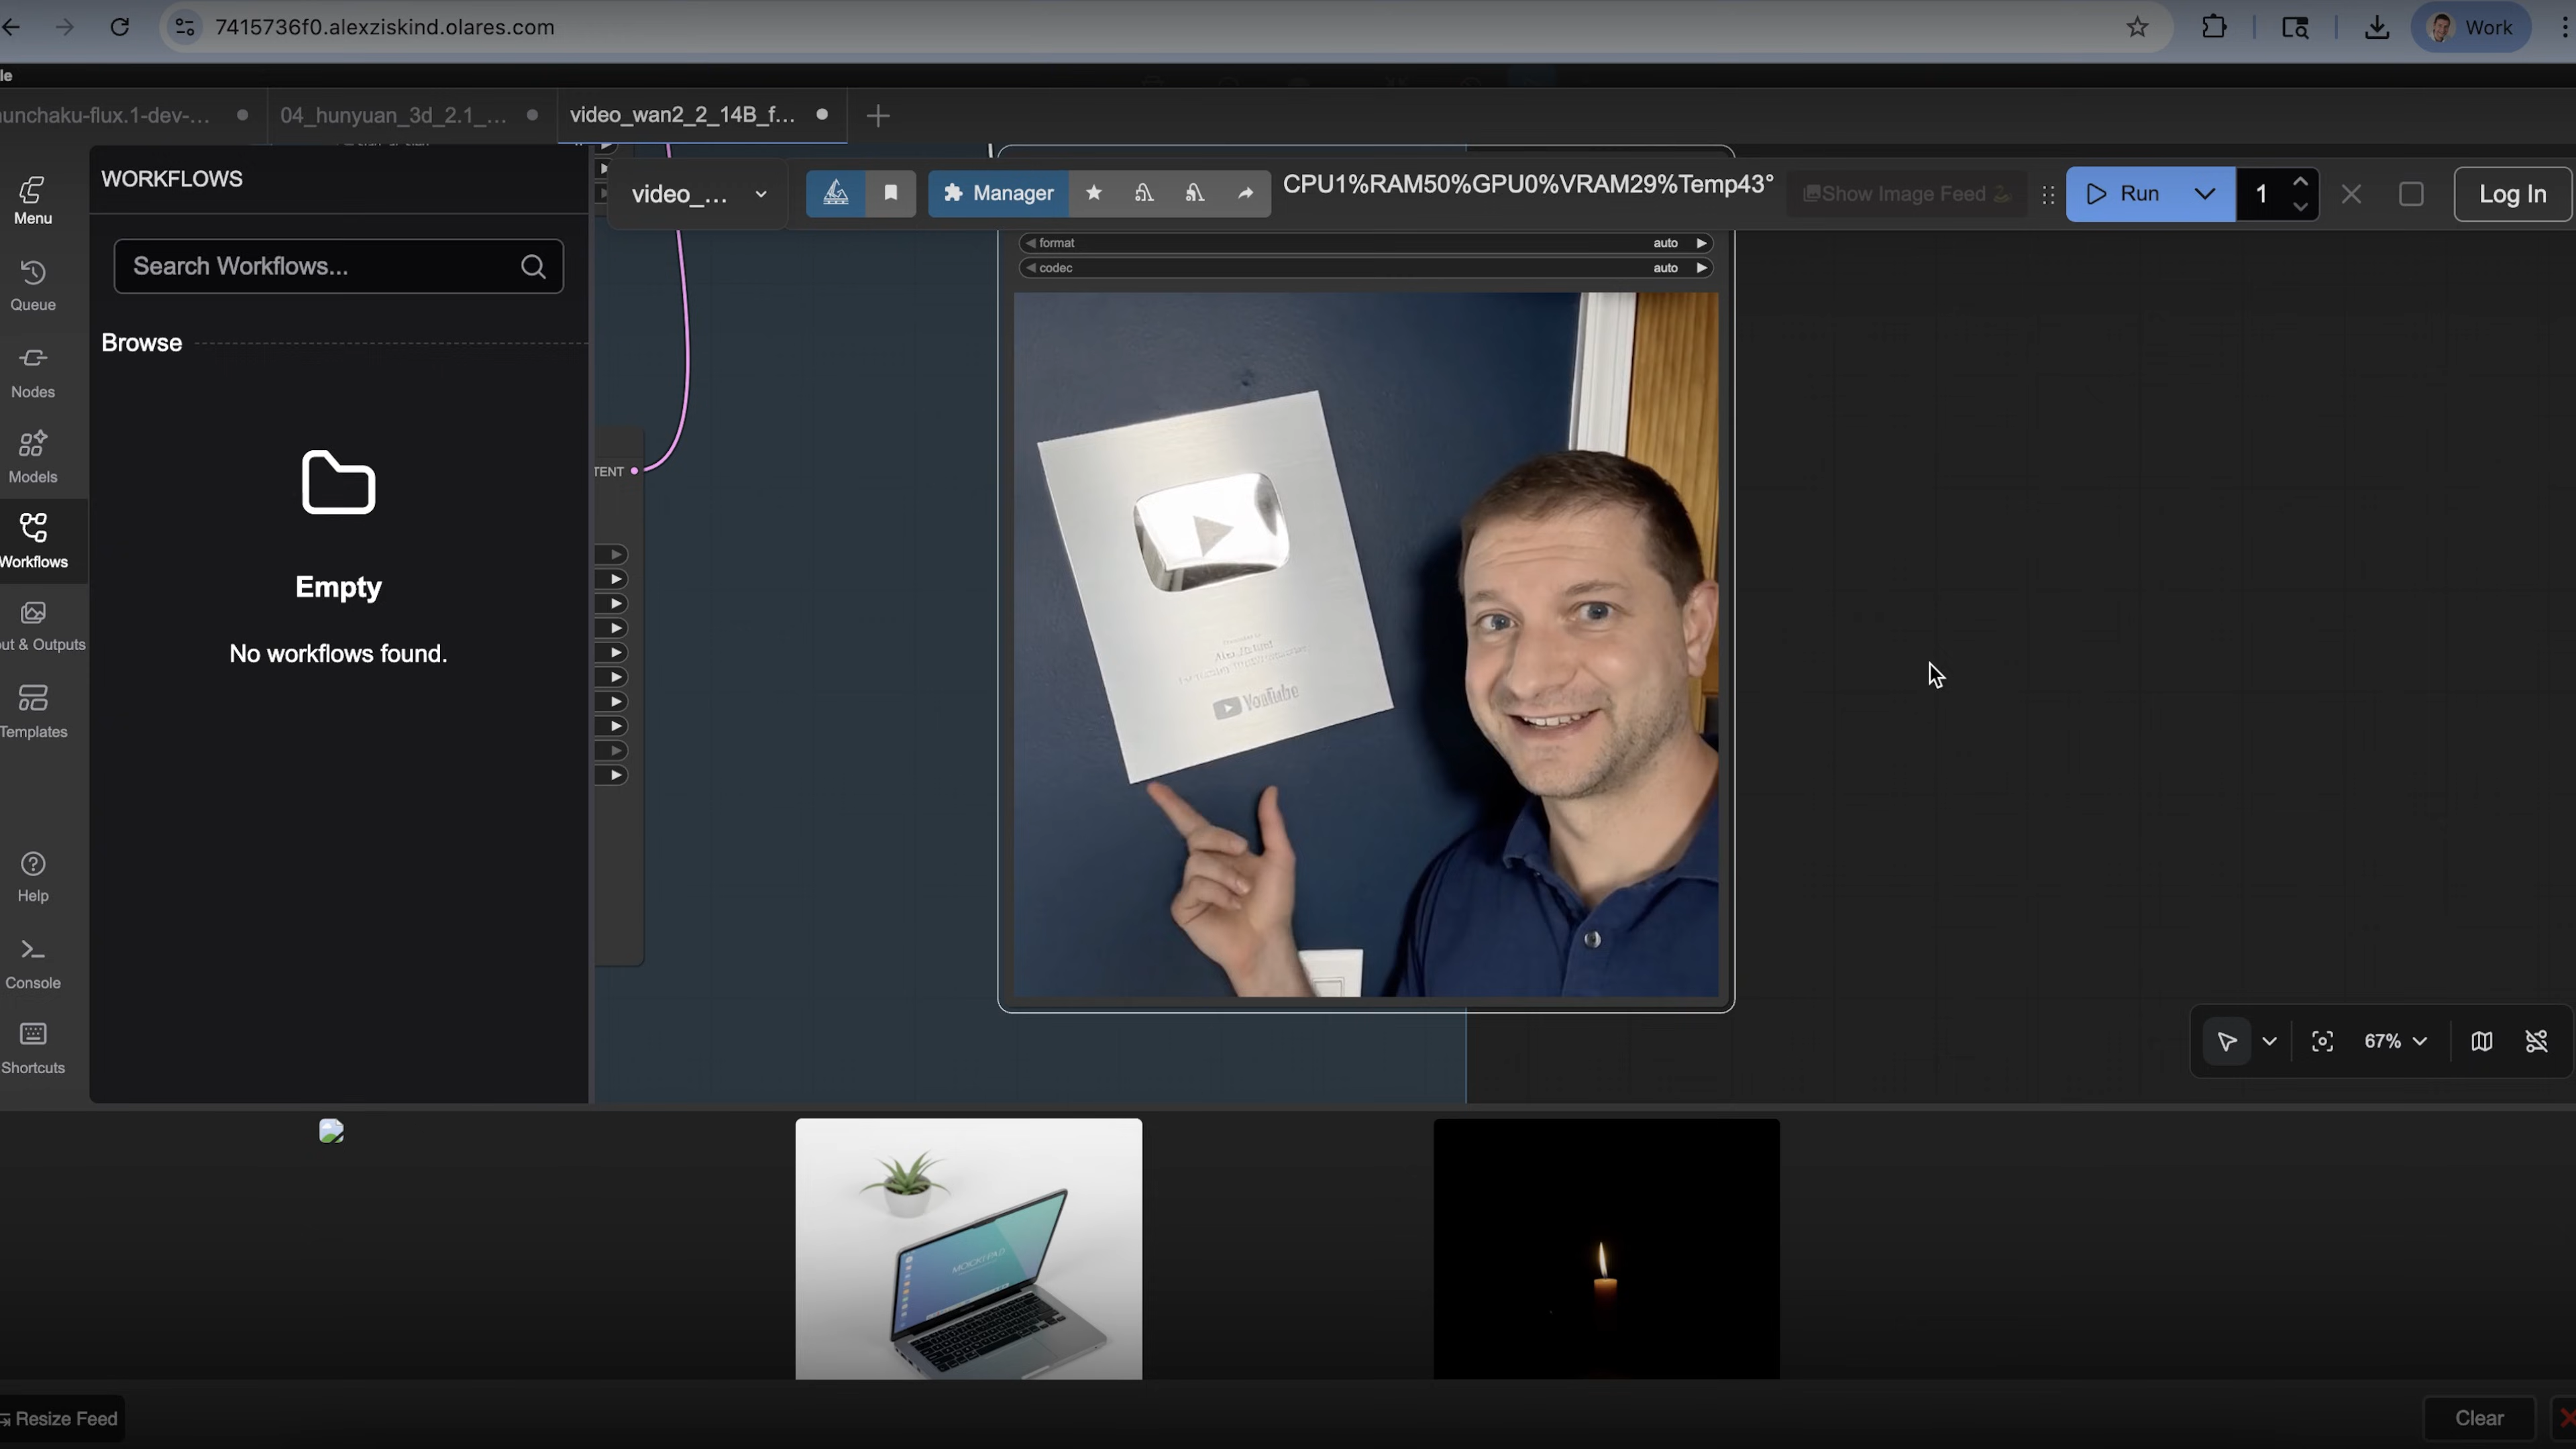 7415736f0.alexziskind.olares.com
Work
le
unchaku-flux.1-dev-...
04_hunyuan_3d_2.1_...
video_wan2_2_14B_f...
Menu
Queue
Nodes
Models
Workflows
ut & Outputs
Templates
Help
Console
Shortcuts
WORKFLOWS
Search Workflows...
Browse
Empty
No workflows found.
video_...
Manager
CPU1%RAM50%GPU0%VRAM29%Temp43°
Show Image Feed
Run
1
Log In
format
auto
codec
auto
TENT
YouTube
67%
Resize Feed
Clear